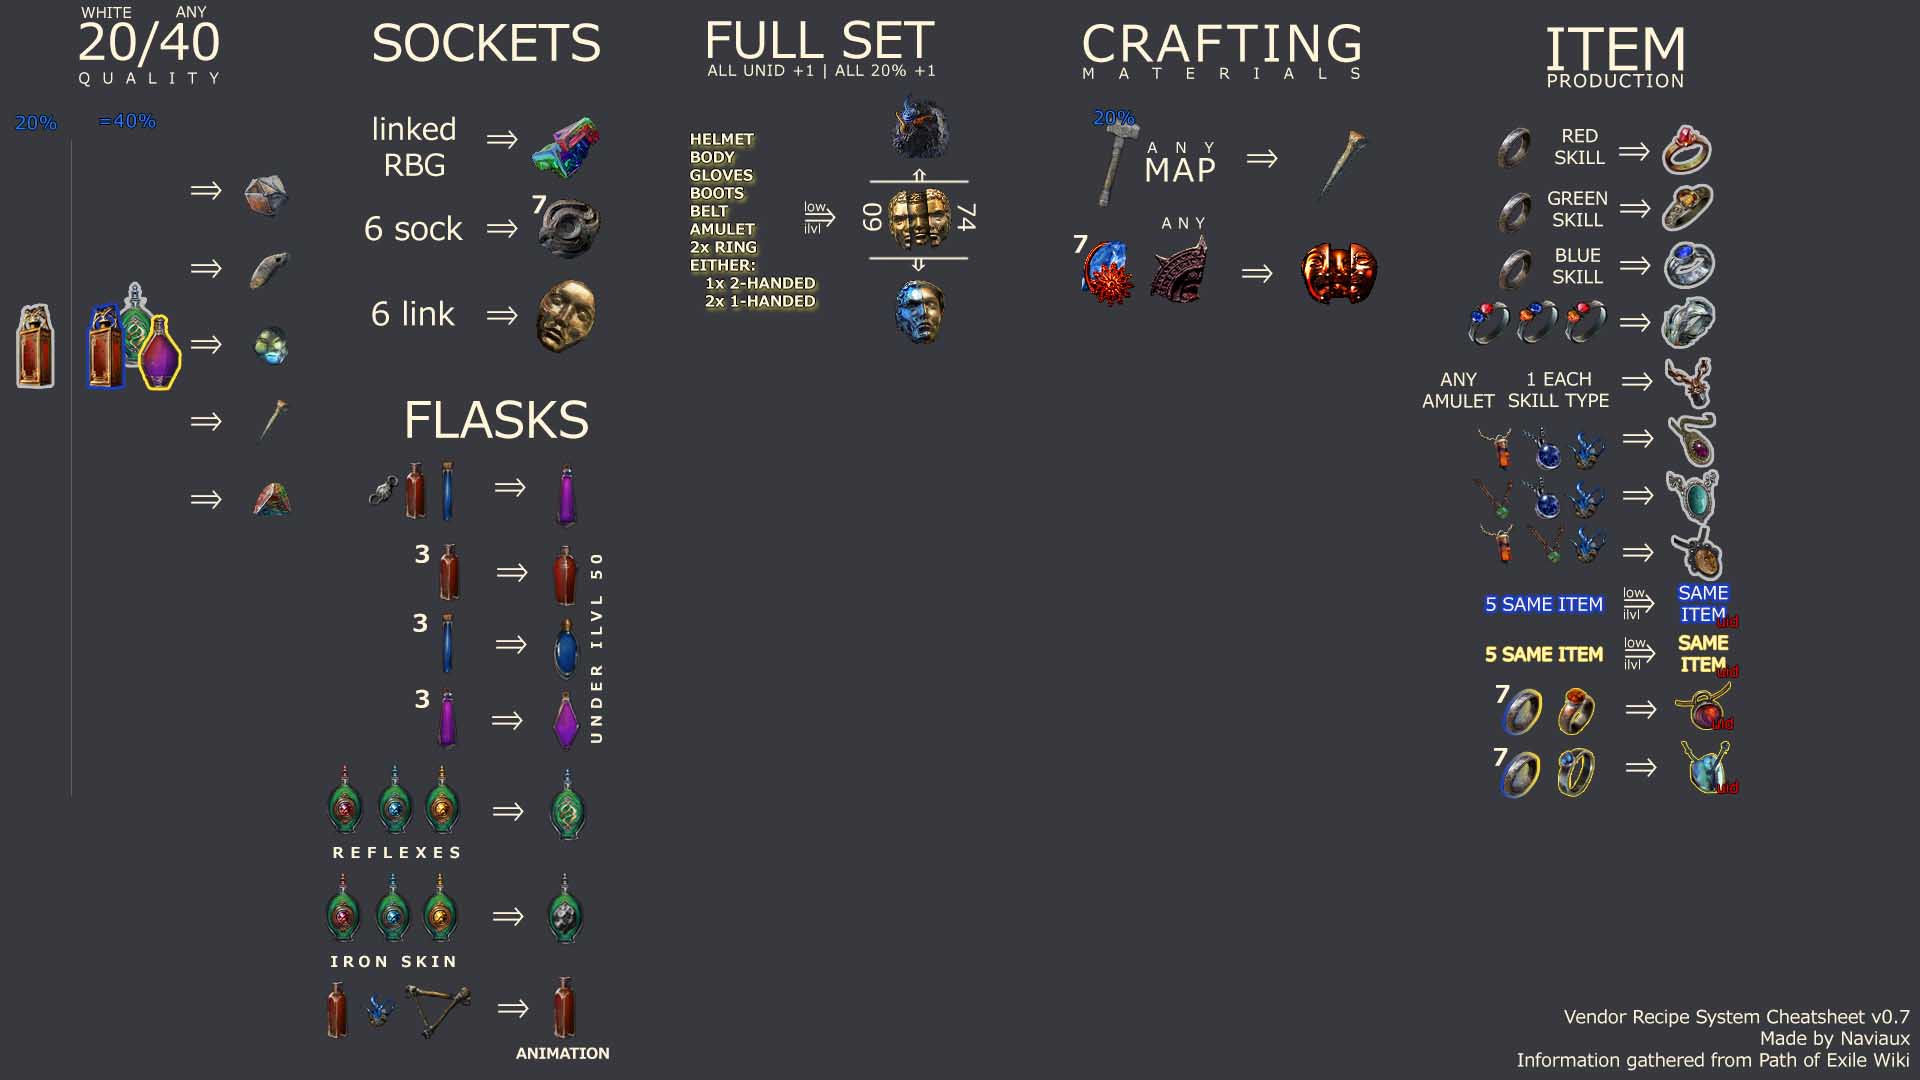 WHITE ANY
20/40
QUALITY
20% =40%
SOCKETS
linked
RBG
6 sock
7
6 link
FLASKS
3
3
3
UNDER ILVL 50
REFLEXES
IRON SKIN
ANIMATION
FULL SET
ALL UNID +1 | ALL 20% +1
HELMET
BODY
GLOVES
BOOTS
BELT
AMULET
2x RING
EITHER:
1x 2-HANDED
2x 1-HANDED
low
ilvl
60
74
CRAFTING
MATERIALS
20%
ANY
MAP
ANY
7
ITEM
PRODUCTION
RED
SKILL
GREEN
SKILL
BLUE
SKILL
ANY
AMULET
1 EACH
SKILL TYPE
5 SAME ITEM
low
ilvl
SAME
ITEM
uid
5 SAME ITEM
low
ilvl
SAME
ITEM
uid
7
uid
7
uid
Vendor Recipe System Cheatsheet v0.7
Made by Naviaux
Information gathered from Path of Exile Wiki